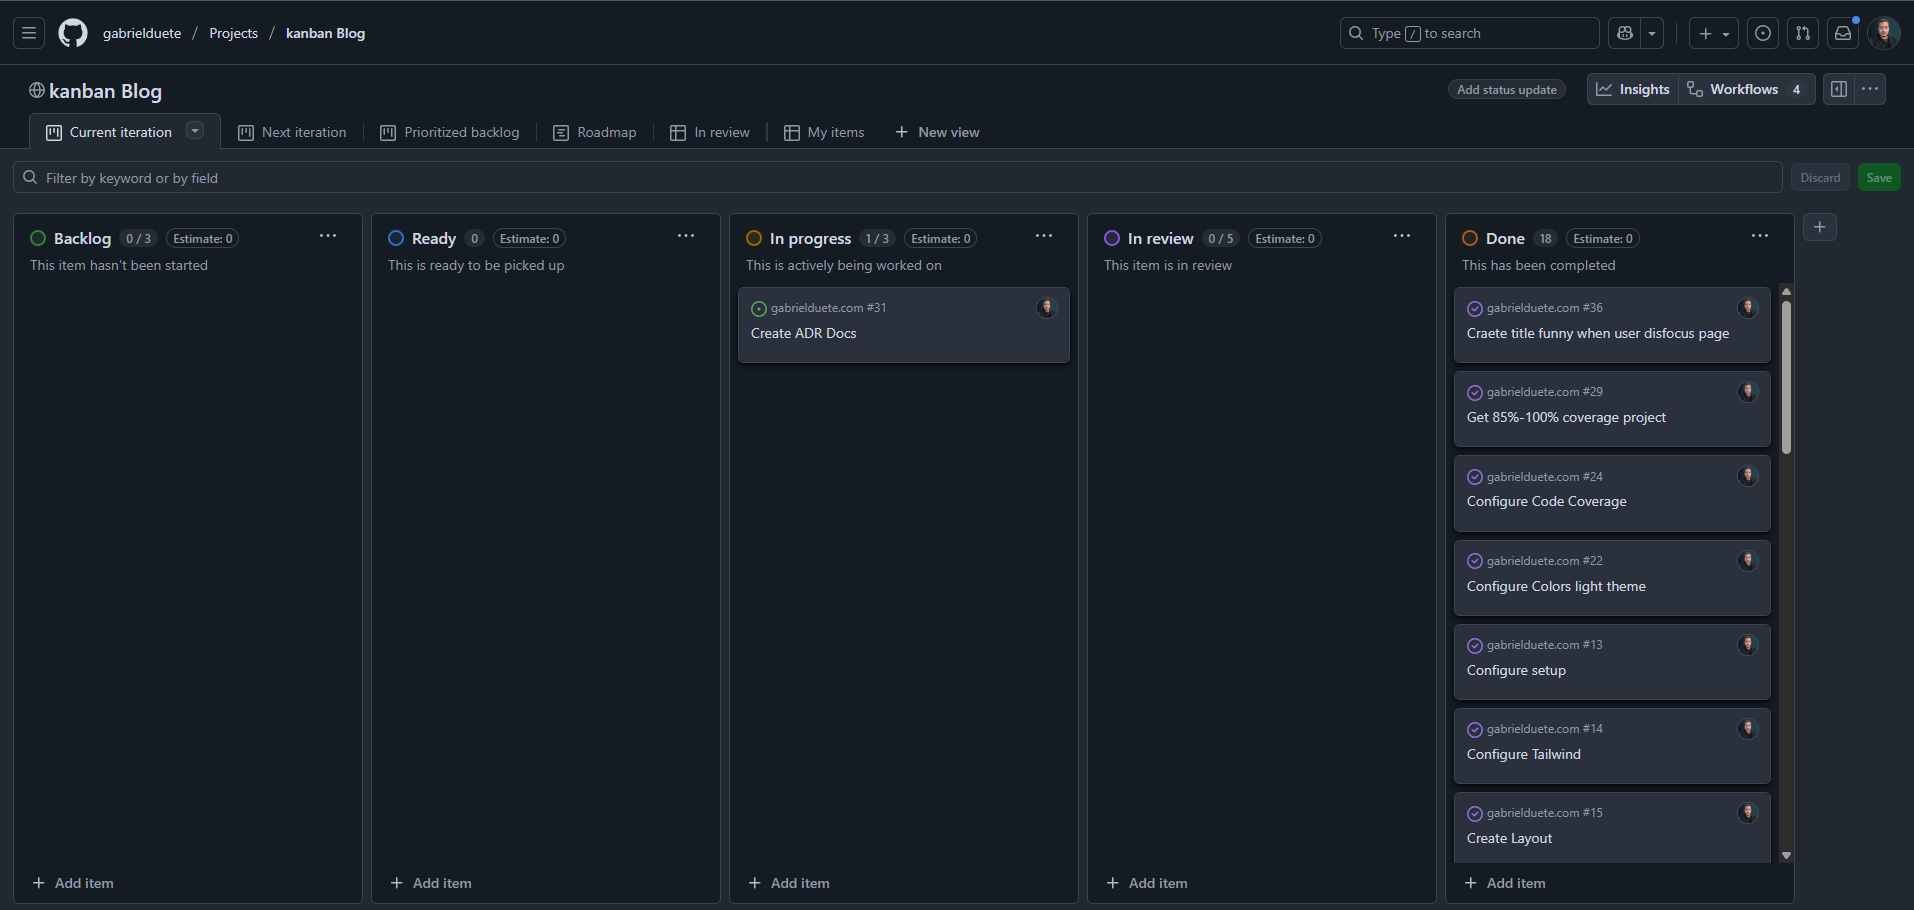 gabrielduete / Projects / kanban Blog
Type / to search
kanban Blog
Add status update
Insights
Workflows 4
Current iteration
Next iteration
Prioritized backlog
Roadmap
In review
My items
New view
Filter by keyword or by field
Discard
Save
Backlog 0 / 3 Estimate: 0
This item hasn't been started
Add item
Ready 0 Estimate: 0
This is ready to be picked up
Add item
In progress 1 / 3 Estimate: 0
This is actively being worked on
gabrielduete.com #31
Create ADR Docs
Add item
In review 0 / 5 Estimate: 0
This item is in review
Add item
Done 18 Estimate: 0
This has been completed
gabrielduete.com #36
Craete title funny when user disfocus page
gabrielduete.com #29
Get 85%-100% coverage project
gabrielduete.com #24
Configure Code Coverage
gabrielduete.com #22
Configure Colors light theme
gabrielduete.com #13
Configure setup
gabrielduete.com #14
Configure Tailwind
gabrielduete.com #15
Create Layout
Add item